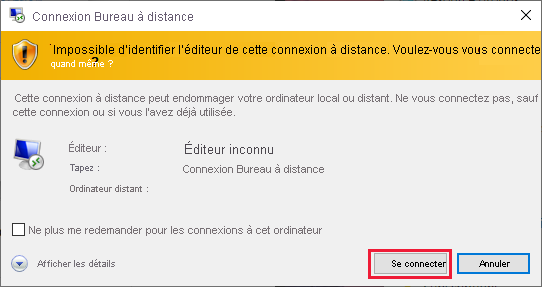 Connexion Bureau à distance
Impossible d'identifier l'éditeur de cette connexion à distance. Voulez-vous vous connecte
quand même ?
?
Cette connexion à distance peut endommager votre ordinateur local ou distant. Ne vous connectez pas, sauf
cette connexion ou si vous l'avez déjà utilisée.
Éditeur : Éditeur inconnu
Tapez : Connexion Bureau à distance
Ordinateur distant :
Ne plus me redemander pour les connexions à cet ordinateur
Afficher les détails Se connecter Annuler